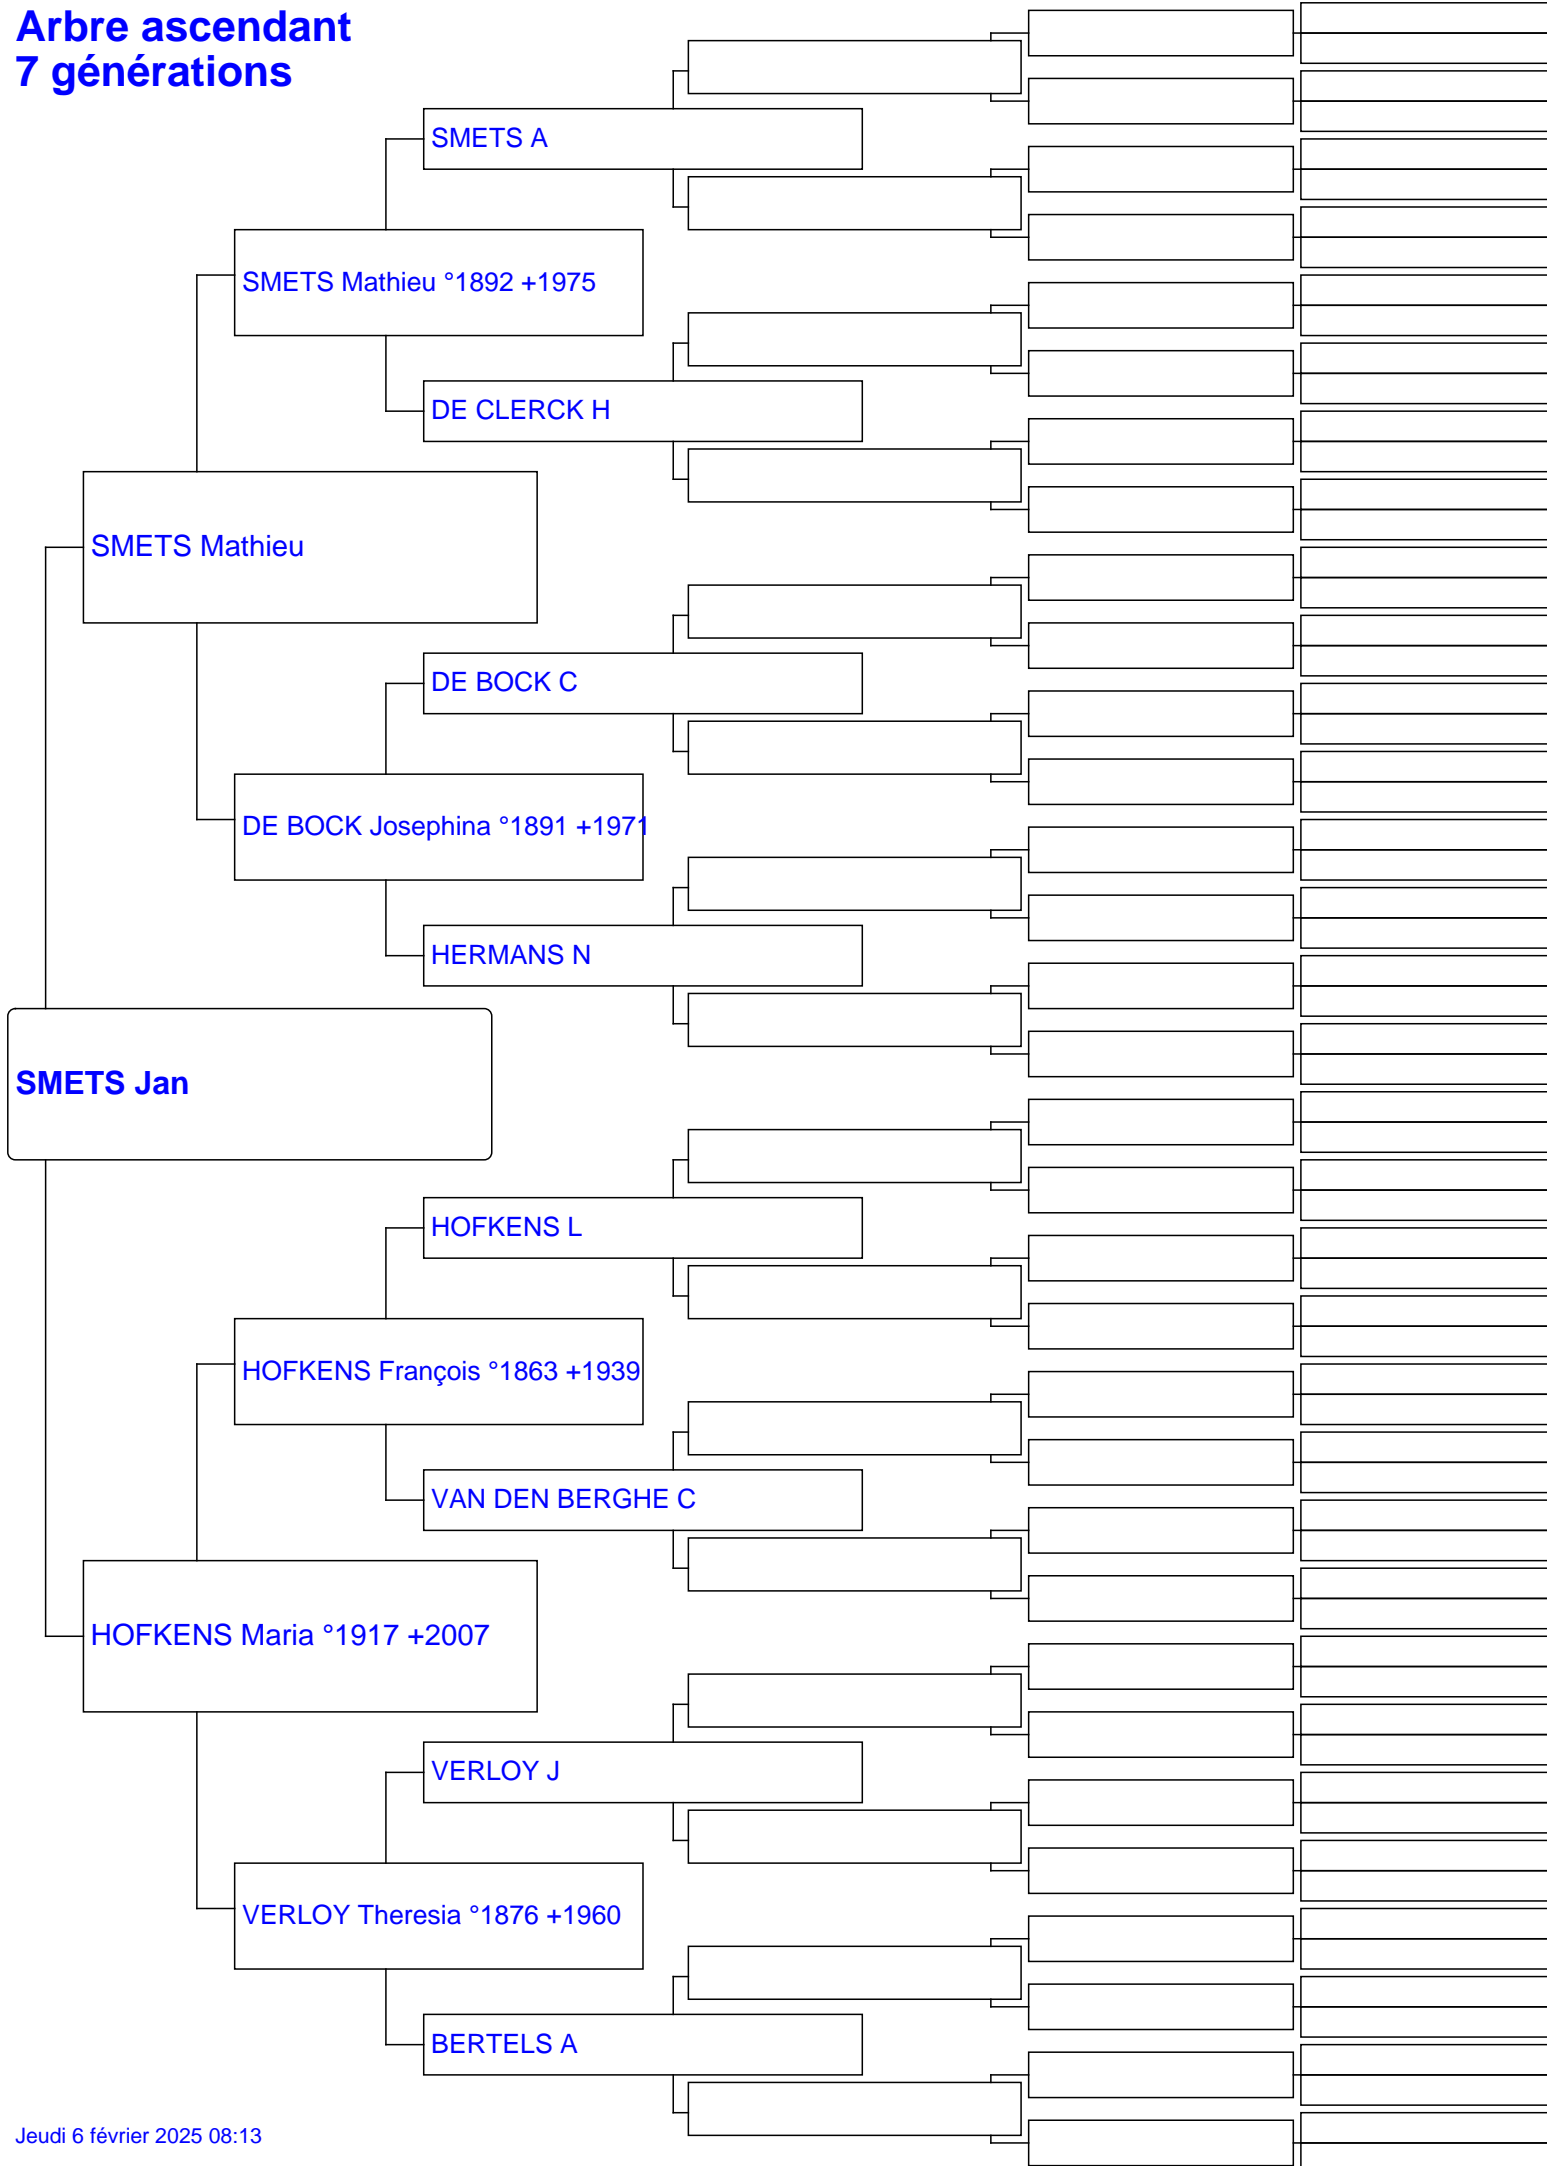 Arbre ascendant
7 générations
SMETS A
SMETS Mathieu °1892 +1975
DE CLERCK H
SMETS Mathieu
DE BOCK C
DE BOCK Josephina °1891 +1971
HERMANS N
SMETS Jan
HOFKENS L
HOFKENS François °1863 +1939
VAN DEN BERGHE C
HOFKENS Maria °1917 +2007
VERLOY J
VERLOY Theresia °1876 +1960
BERTELS A
Jeudi 6 février 2025 08:13